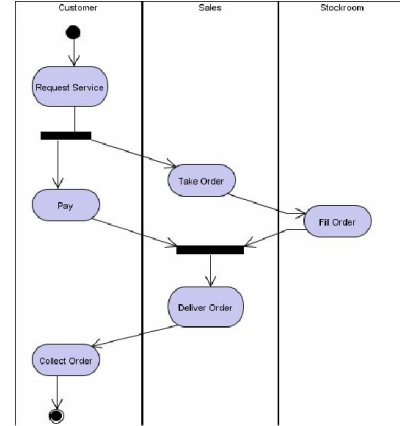 Customer
Sales
Stockroom
Request Service
Take Order
Pay
Fill Order
Deliver Order
Collect Order